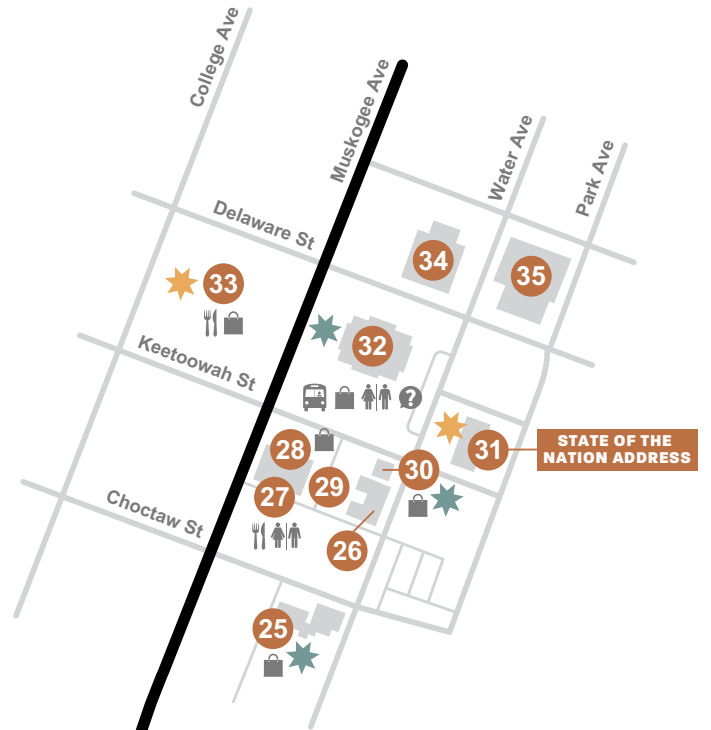 College Ave
Muskogee Ave
Water Ave
Park Ave
Delaware St
34
35
33
32
Keetoowah St
?
28
31
STATE OF THE
NATION ADDRESS
30
29
27
Choctaw St
26
25